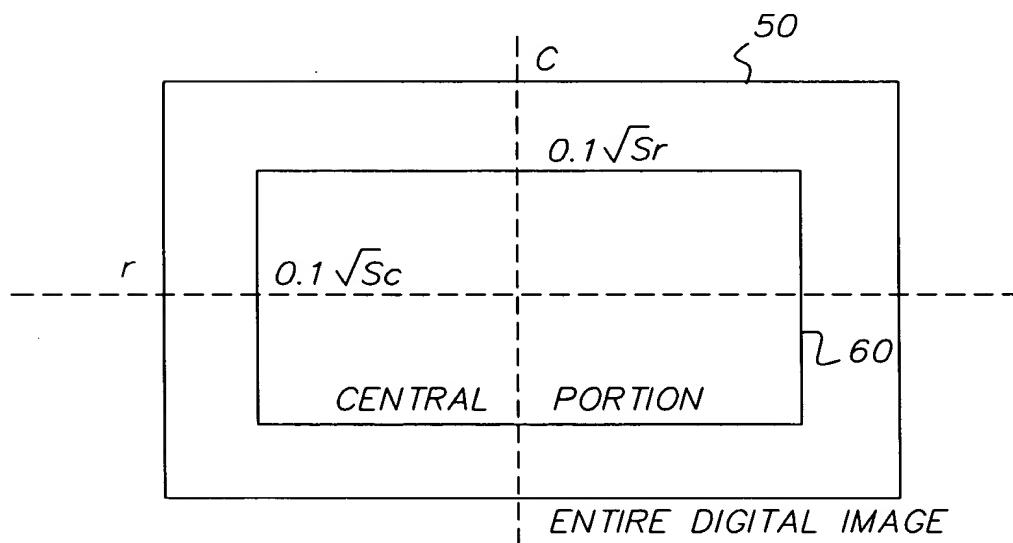 50
C
0.1√Sr
r
0.1√Sc
60
CENTRAL PORTION
ENTIRE DIGITAL IMAGE